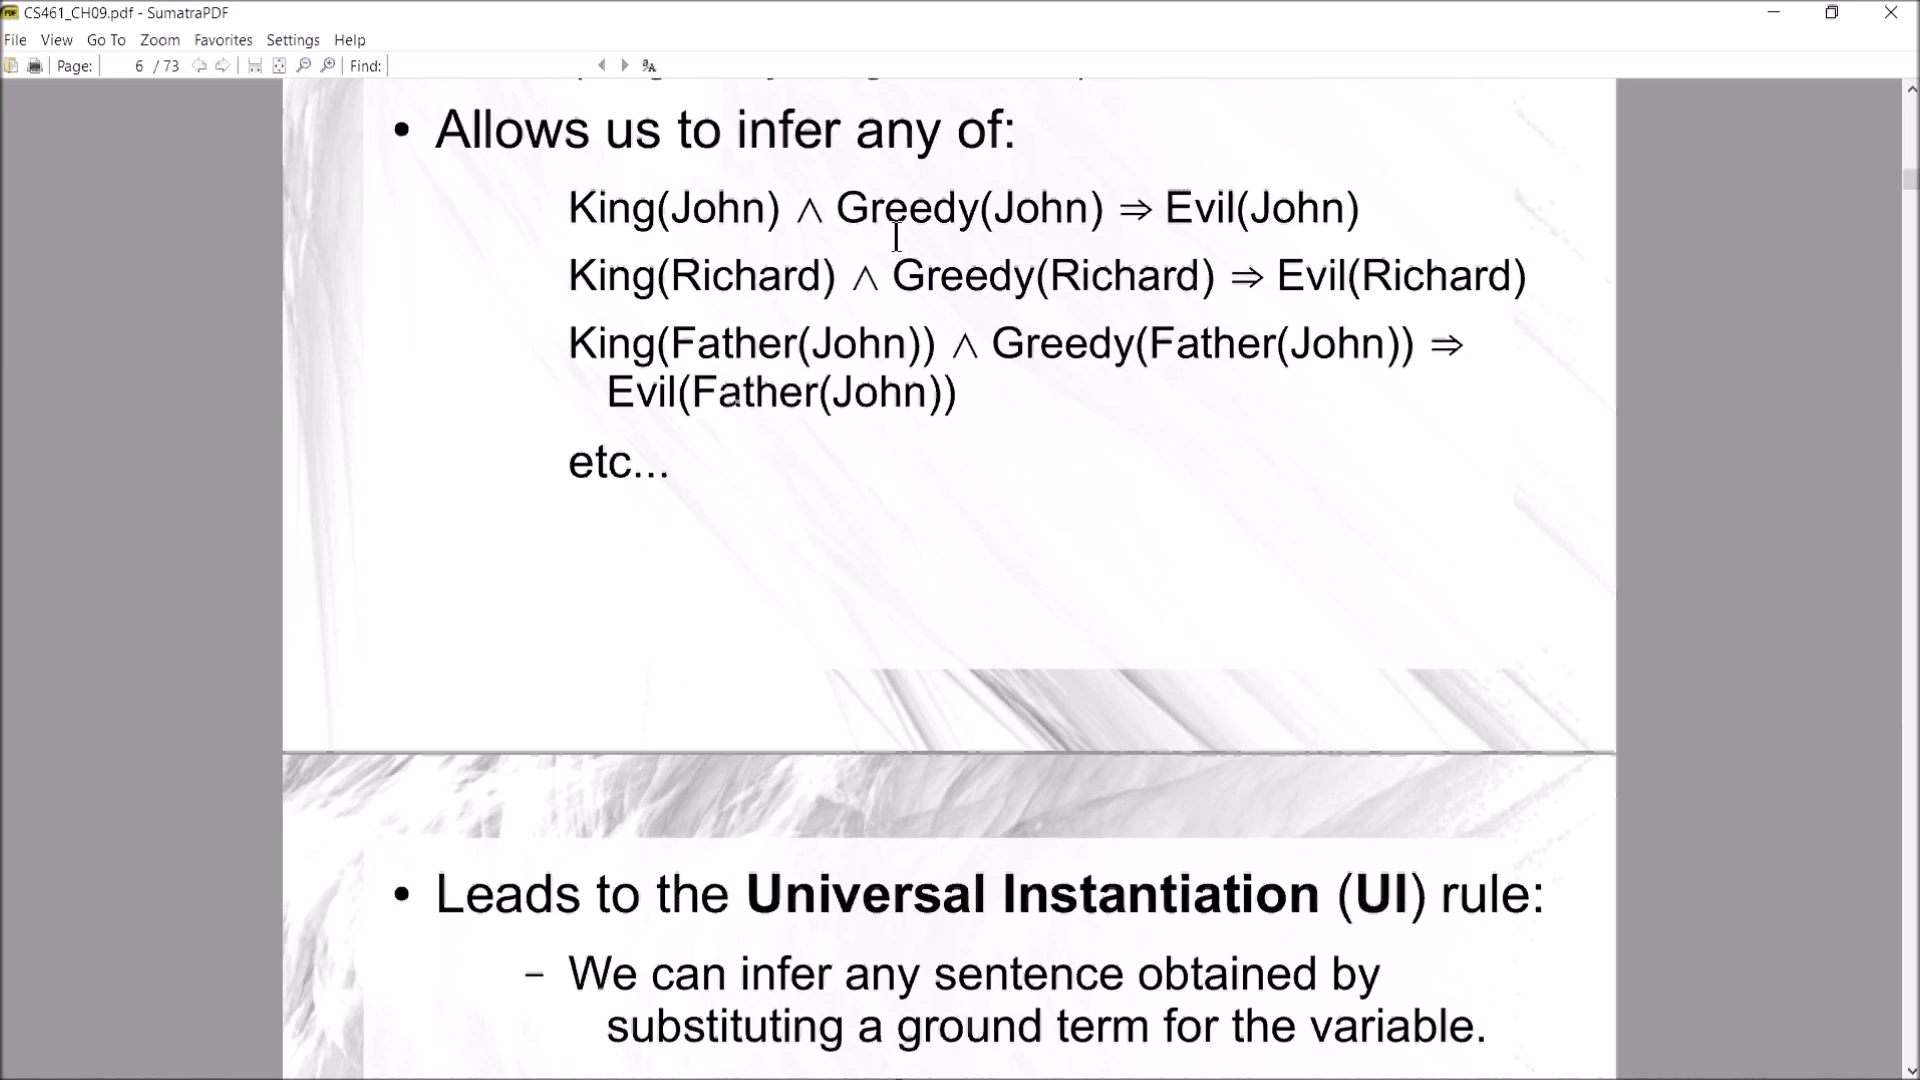 CS461_CH09.pdf - SumatraPDF
File View Go To Zoom Favorites Settings Help
Page: 6 / 73 Find:
• Allows us to infer any of:
King(John) ∧ Greedy(John) ⇒ Evil(John)
King(Richard) ∧ Greedy(Richard) ⇒ Evil(Richard)
King(Father(John)) ∧ Greedy(Father(John)) ⇒
Evil(Father(John))
etc...
• Leads to the Universal Instantiation (UI) rule:
– We can infer any sentence obtained by
substituting a ground term for the variable.